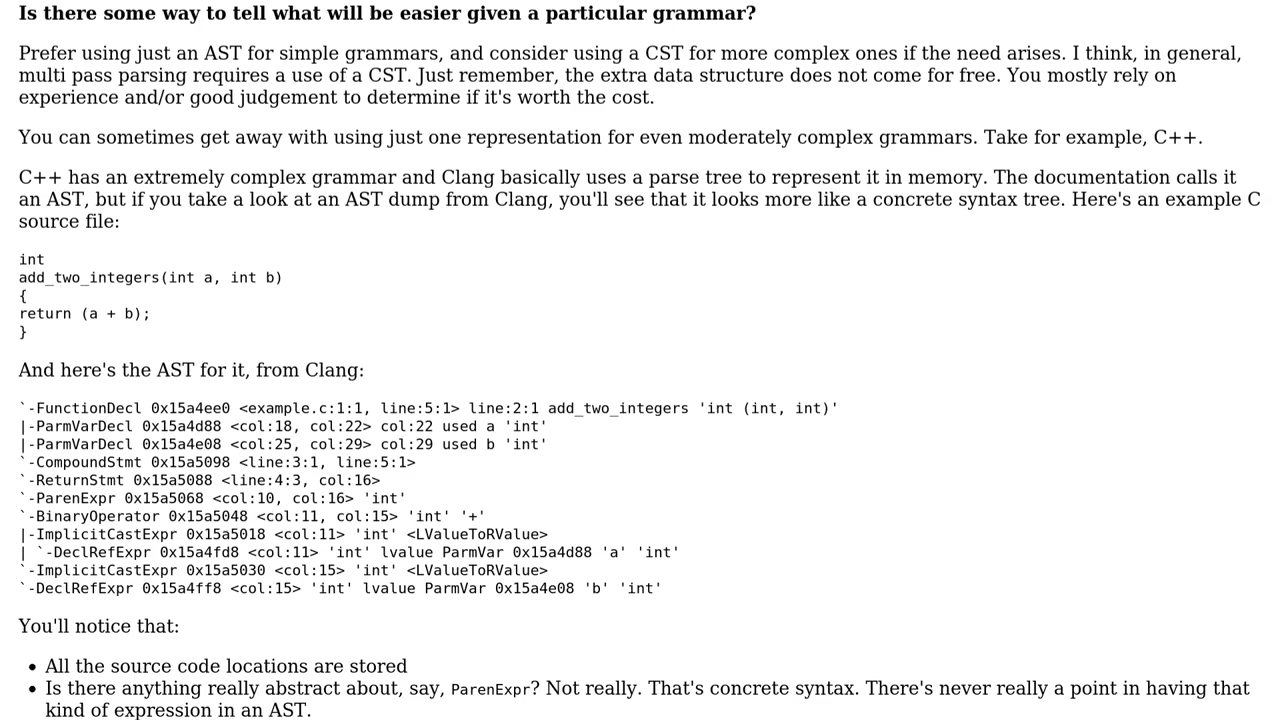 Is there some way to tell what will be easier given a particular grammar?
Prefer using just an AST for simple grammars, and consider using a CST for more complex ones if the need arises. I think, in general,
multi pass parsing requires a use of a CST. Just remember, the extra data structure does not come for free. You mostly rely on
experience and/or good judgement to determine if it's worth the cost.
You can sometimes get away with using just one representation for even moderately complex grammars. Take for example, C++.
C++ has an extremely complex grammar and Clang basically uses a parse tree to represent it in memory. The documentation calls it
an AST, but if you take a look at an AST dump from Clang, you'll see that it looks more like a concrete syntax tree. Here's an example C
source file:
int
add_two_integers(int a, int b)
{
return (a + b);
}
And here's the AST for it, from Clang:
`-FunctionDecl 0x15a4ee0 <example.c:1:1, line:5:1> line:2:1 add_two_integers 'int (int, int)'
|-ParmVarDecl 0x15a4d88 <col:18, col:22> col:22 used a 'int'
|-ParmVarDecl 0x15a4e08 <col:25, col:29> col:29 used b 'int'
`-CompoundStmt 0x15a5098 <line:3:1, line:5:1>
`-ReturnStmt 0x15a5088 <line:4:3, col:16>
`-ParenExpr 0x15a5068 <col:10, col:16> 'int'
`-BinaryOperator 0x15a5048 <col:11, col:15> 'int' '+'
|-ImplicitCastExpr 0x15a5018 <col:11> 'int' <LValueToRValue>
| `-DeclRefExpr 0x15a4fd8 <col:11> 'int' lvalue ParmVar 0x15a4d88 'a' 'int'
`-ImplicitCastExpr 0x15a5030 <col:15> 'int' <LValueToRValue>
`-DeclRefExpr 0x15a4ff8 <col:15> 'int' lvalue ParmVar 0x15a4e08 'b' 'int'
You'll notice that:
• All the source code locations are stored
• Is there anything really abstract about, say, ParenExpr? Not really. That's concrete syntax. There's never really a point in having that
kind of expression in an AST.